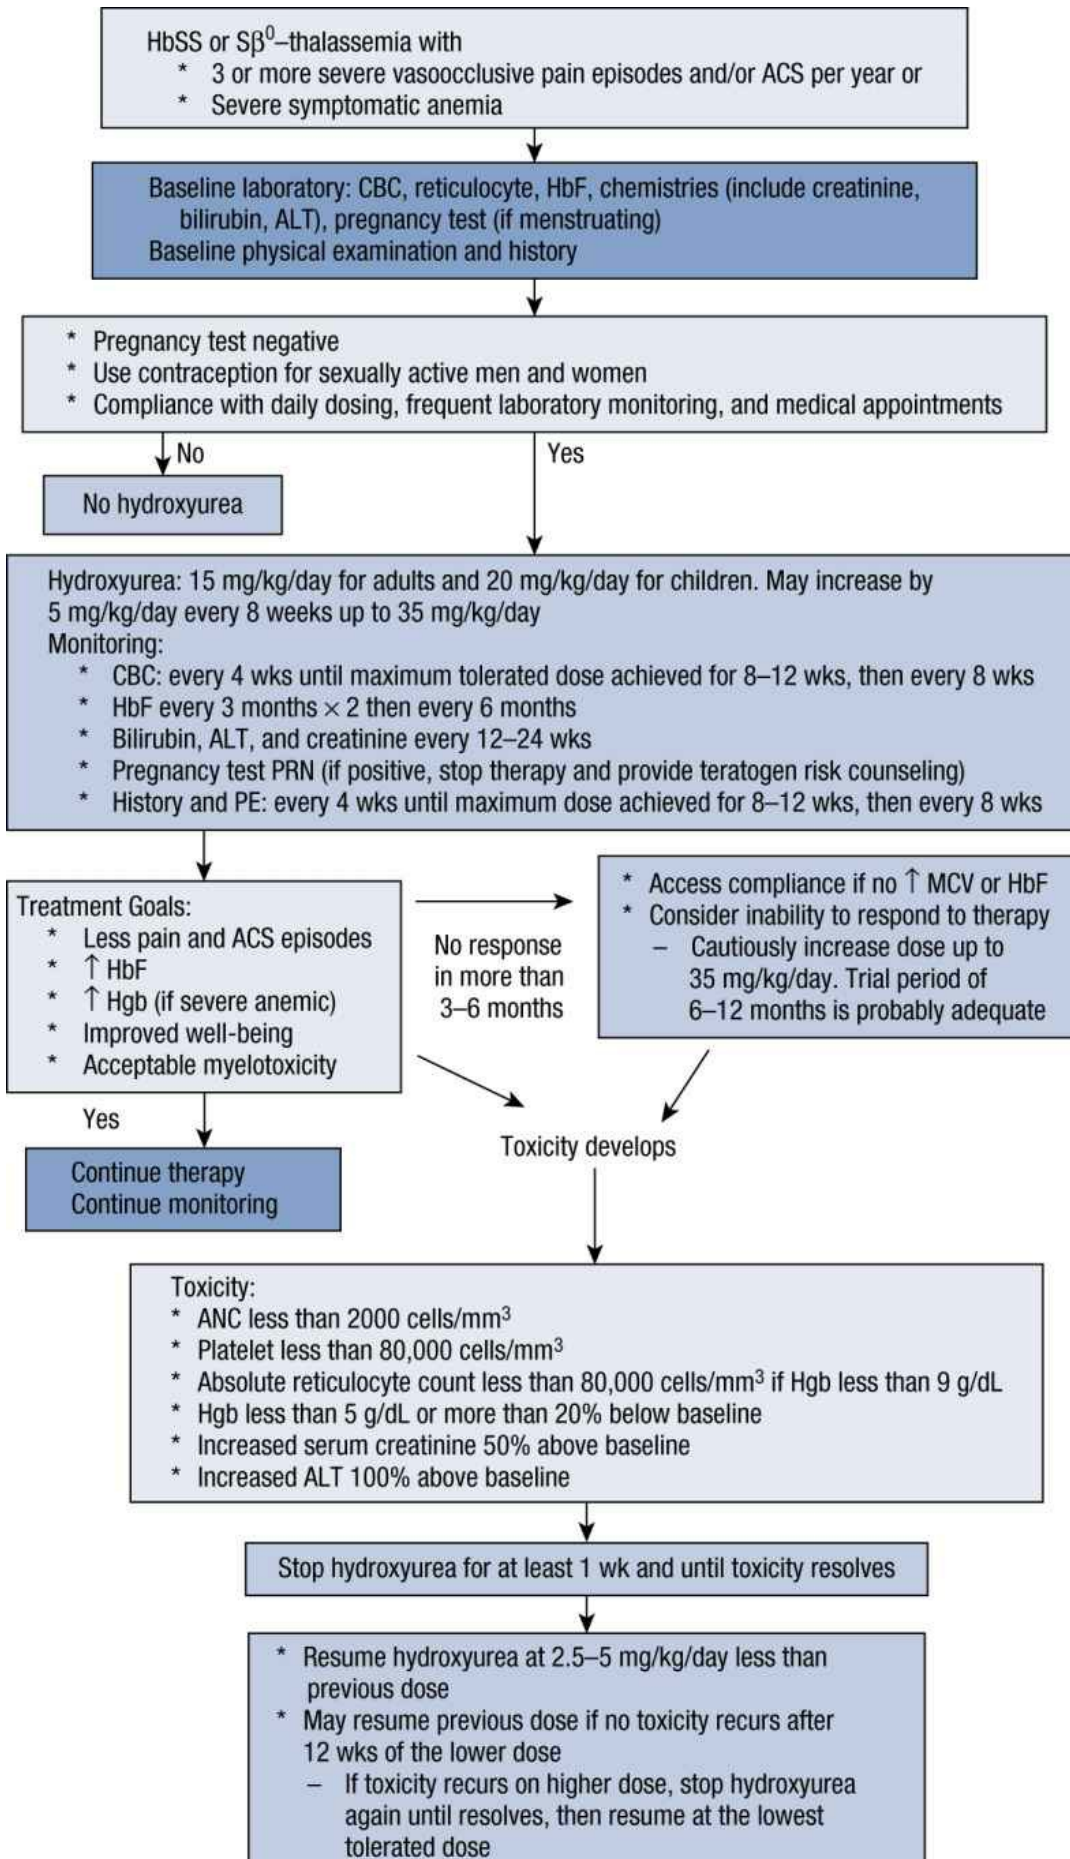 HbSS or Sβ⁰–thalassemia with
* 3 or more severe vasoocclusive pain episodes and/or ACS per year or
* Severe symptomatic anemia
Baseline laboratory: CBC, reticulocyte, HbF, chemistries (include creatinine,
bilirubin, ALT), pregnancy test (if menstruating)
Baseline physical examination and history
* Pregnancy test negative
* Use contraception for sexually active men and women
* Compliance with daily dosing, frequent laboratory monitoring, and medical appointments
No
Yes
No hydroxyurea
Hydroxyurea: 15 mg/kg/day for adults and 20 mg/kg/day for children. May increase by
5 mg/kg/day every 8 weeks up to 35 mg/kg/day
Monitoring:
* CBC: every 4 wks until maximum tolerated dose achieved for 8–12 wks, then every 8 wks
* HbF every 3 months × 2 then every 6 months
* Bilirubin, ALT, and creatinine every 12–24 wks
* Pregnancy test PRN (if positive, stop therapy and provide teratogen risk counseling)
* History and PE: every 4 wks until maximum dose achieved for 8–12 wks, then every 8 wks
Treatment Goals:
* Less pain and ACS episodes
* ↑ HbF
* ↑ Hgb (if severe anemic)
* Improved well-being
* Acceptable myelotoxicity
No response
in more than
3–6 months
* Access compliance if no ↑ MCV or HbF
* Consider inability to respond to therapy
– Cautiously increase dose up to
35 mg/kg/day. Trial period of
6–12 months is probably adequate
Yes
Continue therapy
Continue monitoring
Toxicity develops
Toxicity:
* ANC less than 2000 cells/mm³
* Platelet less than 80,000 cells/mm³
* Absolute reticulocyte count less than 80,000 cells/mm³ if Hgb less than 9 g/dL
* Hgb less than 5 g/dL or more than 20% below baseline
* Increased serum creatinine 50% above baseline
* Increased ALT 100% above baseline
Stop hydroxyurea for at least 1 wk and until toxicity resolves
* Resume hydroxyurea at 2.5–5 mg/kg/day less than
previous dose
* May resume previous dose if no toxicity recurs after
12 wks of the lower dose
– If toxicity recurs on higher dose, stop hydroxyurea
again until resolves, then resume at the lowest
tolerated dose